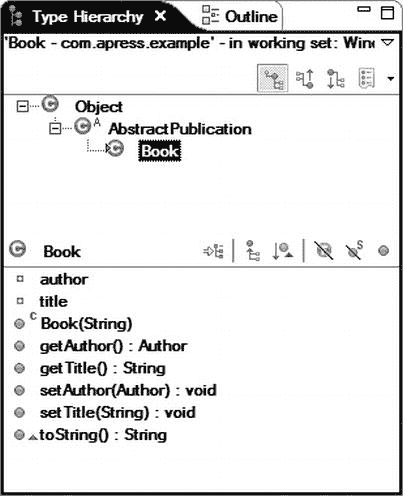 Type Hierarchy Outline
'Book - com.apress.example' - in working set: Win
Object
A AbstractPublication
Book
Book S
author
title
C Book(String)
getAuthor() : Author
getTitle() : String
setAuthor(Author) : void
setTitle(String) : void
toString() : String